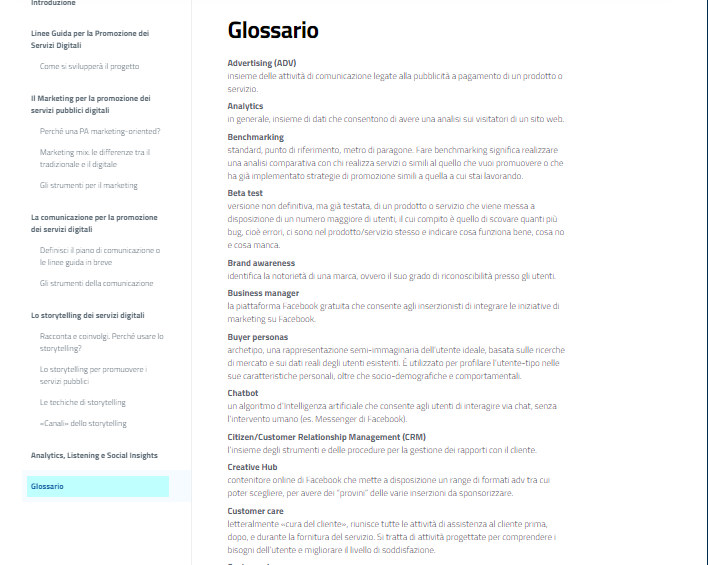 Introduzione
Linee Guida per la Promozione dei
Servizi Digitali
Come si svilupperà il progetto
Il Marketing per la promozione dei
servizi pubblici digitali
Perché una PA marketing-oriented?
Marketing mix: le differenze tra il
tradizionale e il digitale
Gli strumenti per il marketing
La comunicazione per la promozione
dei servizi digitali
Definisci il piano di comunicazione o
le linee guida in breve
Gli strumenti della comunicazione
Lo storytelling dei servizi digitali
Racconta e coinvolgi. Perché usare lo
storytelling?
Lo storytelling per promuovere i
servizi pubblici
Le techiche di storytelling
«Canali» dello storytelling
Analytics, Listening e Social Insights
Glossario
Glossario
Advertising (ADV)
insieme delle attività di comunicazione legate alla pubblicità a pagamento di un prodotto o
servizio.
Analytics
in generale, insieme di dati che consentono di avere una analisi sui visitatori di un sito web.
Benchmarking
standard, punto di riferimento, metro di paragone. Fare benchmarking significa realizzare
una analisi comparativa con chi realizza servizi o simili al quello che vuoi promuovere o che
ha già implementato strategie di promozione simili a quella a cui stai lavorando.
Beta test
versione non definitiva, ma già testata, di un prodotto o servizio che viene messa a
disposizione di un numero maggiore di utenti, il cui compito è quello di scovare quanti più
bug, cioè errori, ci sono nel prodotto/servizio stesso e indicare cosa funziona bene, cosa no
e cosa manca.
Brand awareness
identifica la notorietà di una marca, ovvero il suo grado di riconoscibilità presso gli utenti.
Business manager
la piattaforma Facebook gratuita che consente agli inserzionisti di integrare le iniziative di
marketing su Facebook.
Buyer personas
archetipo, una rappresentazione semi-immaginaria dell'utente ideale, basata sulle ricerche
di mercato e sui dati reali degli utenti esistenti. È utilizzato per profilare l'utente-tipo nelle
sue caratteristiche personali, oltre che socio-demografiche e comportamentali.
Chatbot
un algoritmo d'Intelligenza artificiale che consente agli utenti di interagire via chat, senza
l'intervento umano (es. Messenger di Facebook).
Citizen/Customer Relationship Management (CRM)
l'insieme degli strumenti e delle procedure per la gestione dei rapporti con il cliente.
Creative Hub
contenitore online di Facebook che mette a disposizione un range di formati adv tra cui
poter scegliere, per avere dei "provini" delle varie inserzioni da sponsorizzare.
Customer care
letteralmente «cura del cliente», riunisce tutte le attività di assistenza al cliente prima,
dopo, e durante la fornitura del servizio. Si tratta di attività progettate per comprendere i
bisogni dell'utente e migliorare il livello di soddisfazione.